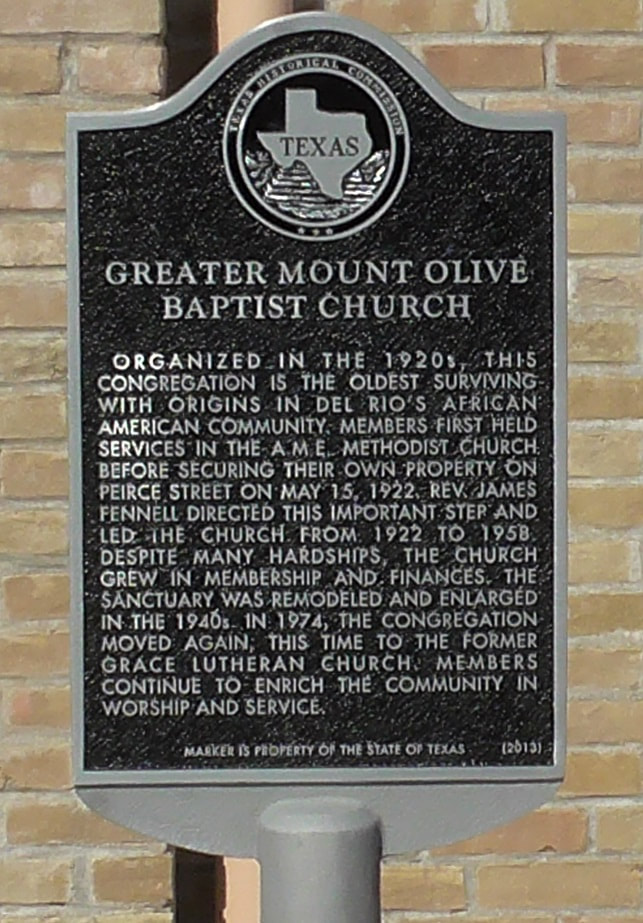 TEXAS HISTORICAL COMMISSION
TEXAS
GREATER MOUNT OLIVE
BAPTIST CHURCH
ORGANIZED IN THE 1920s, THIS
CONGREGATION IS THE OLDEST SURVIVING
WITH ORIGINS IN DEL RIO'S AFRICAN
AMERICAN COMMUNITY. MEMBERS FIRST HELD
SERVICES IN THE A.M.E. METHODIST CHURCH
BEFORE SECURING THEIR OWN PROPERTY ON
PEIRCE STREET ON MAY 15, 1922. REV. JAMES
FENNELL DIRECTED THIS IMPORTANT STEP AND
LED THE CHURCH FROM 1922 TO 1958.
DESPITE MANY HARDSHIPS, THE CHURCH
GREW IN MEMBERSHIP AND FINANCES. THE
SANCTUARY WAS REMODELED AND ENLARGED
IN THE 1940s. IN 1974, THE CONGREGATION
MOVED AGAIN, THIS TIME TO THE FORMER
GRACE LUTHERAN CHURCH. MEMBERS
CONTINUE TO ENRICH THE COMMUNITY IN
WORSHIP AND SERVICE.
MARKER IS PROPERTY OF THE STATE OF TEXAS (2013)